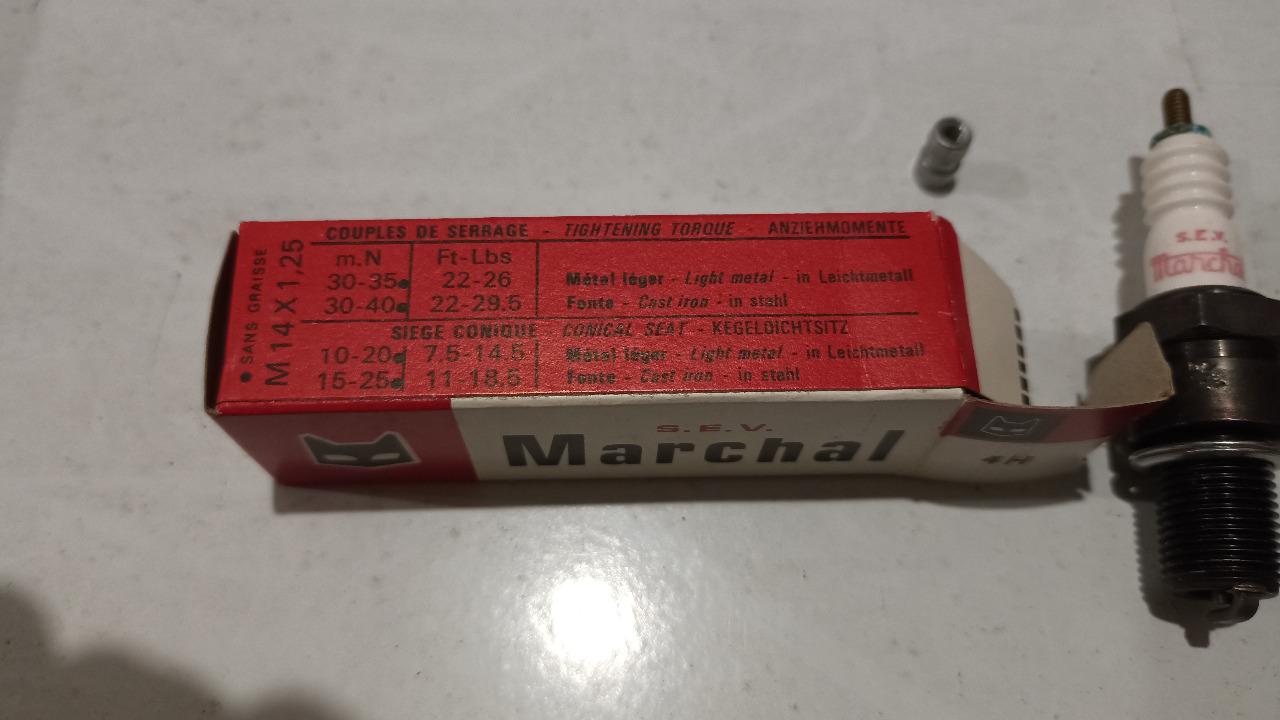 COUPLES DE SERRAGE - TIGHTENING TORQUE - ANZIEHMOMENTE
• SANS GRAISSE
M14X1,25
m.N Ft-Lbs
30-35• 22-26 Métal léger - Light metal - in Leichtmetall
30-40• 22-29.5 Fonte - Cast iron - in stahl
SIEGE CONIQUE - CONICAL SEAT - KEGELDICHTSITZ
10-20• 7.5-14.5 Métal léger - Light metal - in Leichtmetall
15-25• 11-18.5 Fonte - Cast iron - in stahl
S.E.V.
Marchal
4H
S.E.V.
Marchal